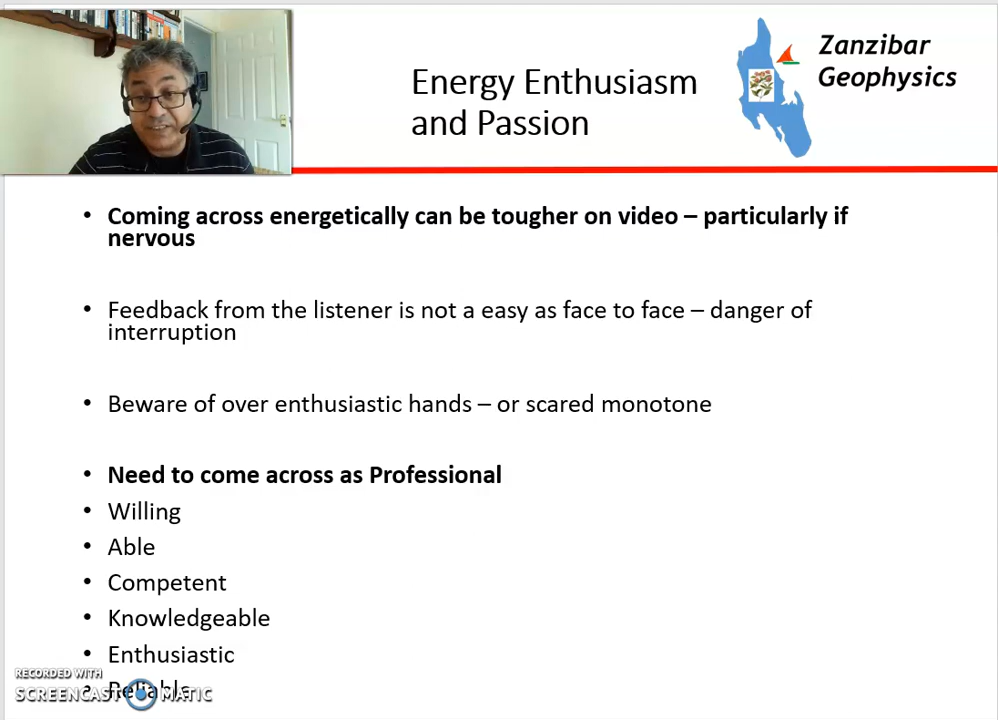 Energy Enthusiasm
and Passion
Zanzibar
Geophysics
• Coming across energetically can be tougher on video – particularly if
nervous
• Feedback from the listener is not a easy as face to face – danger of
interruption
• Beware of over enthusiastic hands – or scared monotone
• Need to come across as Professional
• Willing
• Able
• Competent
• Knowledgeable
• Enthusiastic
• Reliable
RECORDED WITH
SCREENCAST MATIC